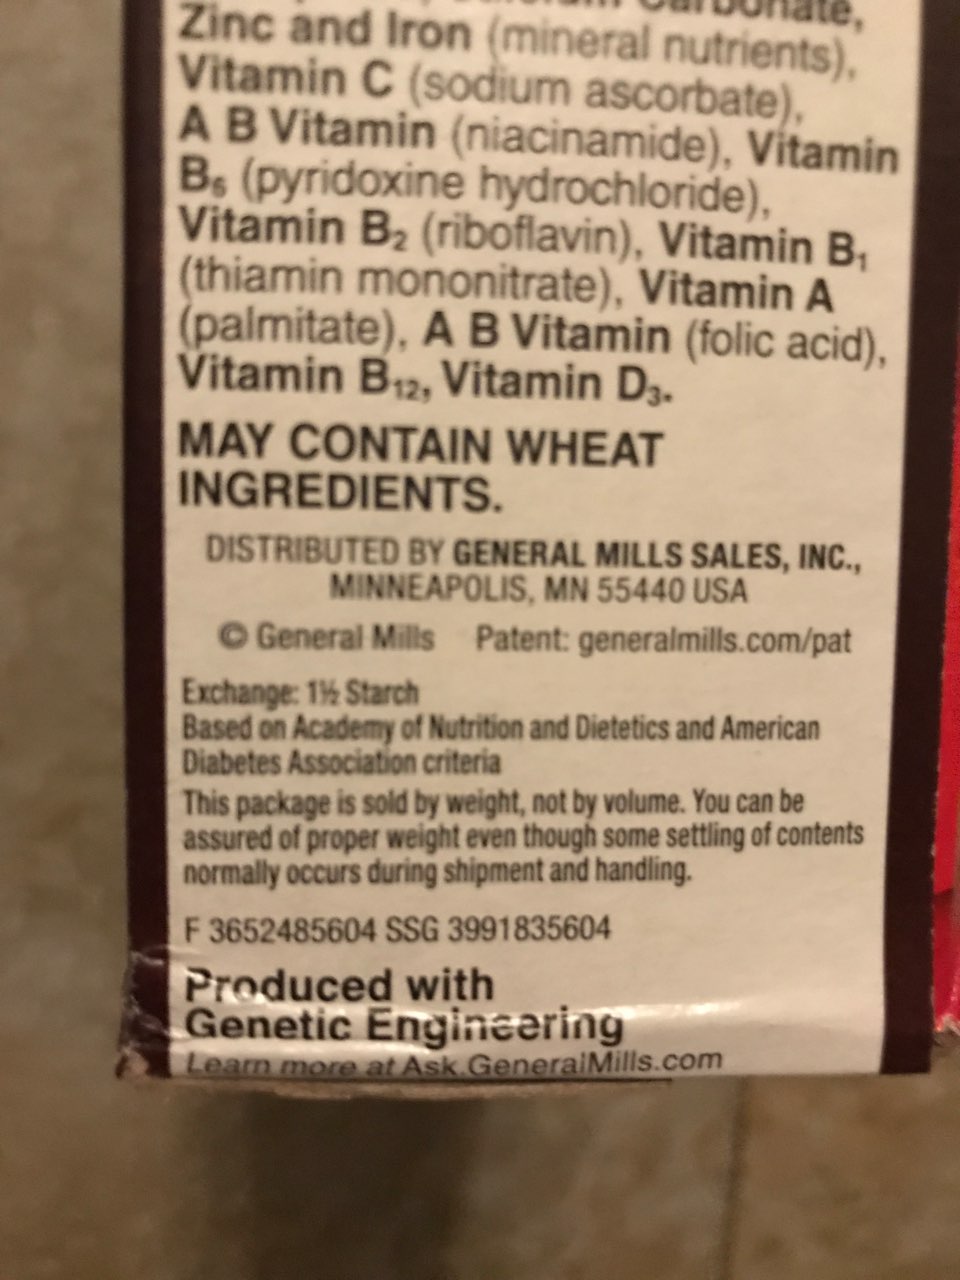 Calcium Carbonate,
Zinc and Iron (mineral nutrients),
Vitamin C (sodium ascorbate),
A B Vitamin (niacinamide), Vitamin
B₆ (pyridoxine hydrochloride),
Vitamin B₂ (riboflavin), Vitamin B₁
(thiamin mononitrate), Vitamin A
(palmitate), A B Vitamin (folic acid),
Vitamin B₁₂, Vitamin D₃.
MAY CONTAIN WHEAT
INGREDIENTS.
DISTRIBUTED BY GENERAL MILLS SALES, INC.,
MINNEAPOLIS, MN 55440 USA
© General Mills Patent: generalmills.com/pat
Exchange: 1½ Starch
Based on Academy of Nutrition and Dietetics and American
Diabetes Association criteria
This package is sold by weight, not by volume. You can be
assured of proper weight even though some settling of contents
normally occurs during shipment and handling.
F 3652485604 SSG 3991835604
Produced with
Genetic Engineering
Learn more at Ask.GeneralMills.com